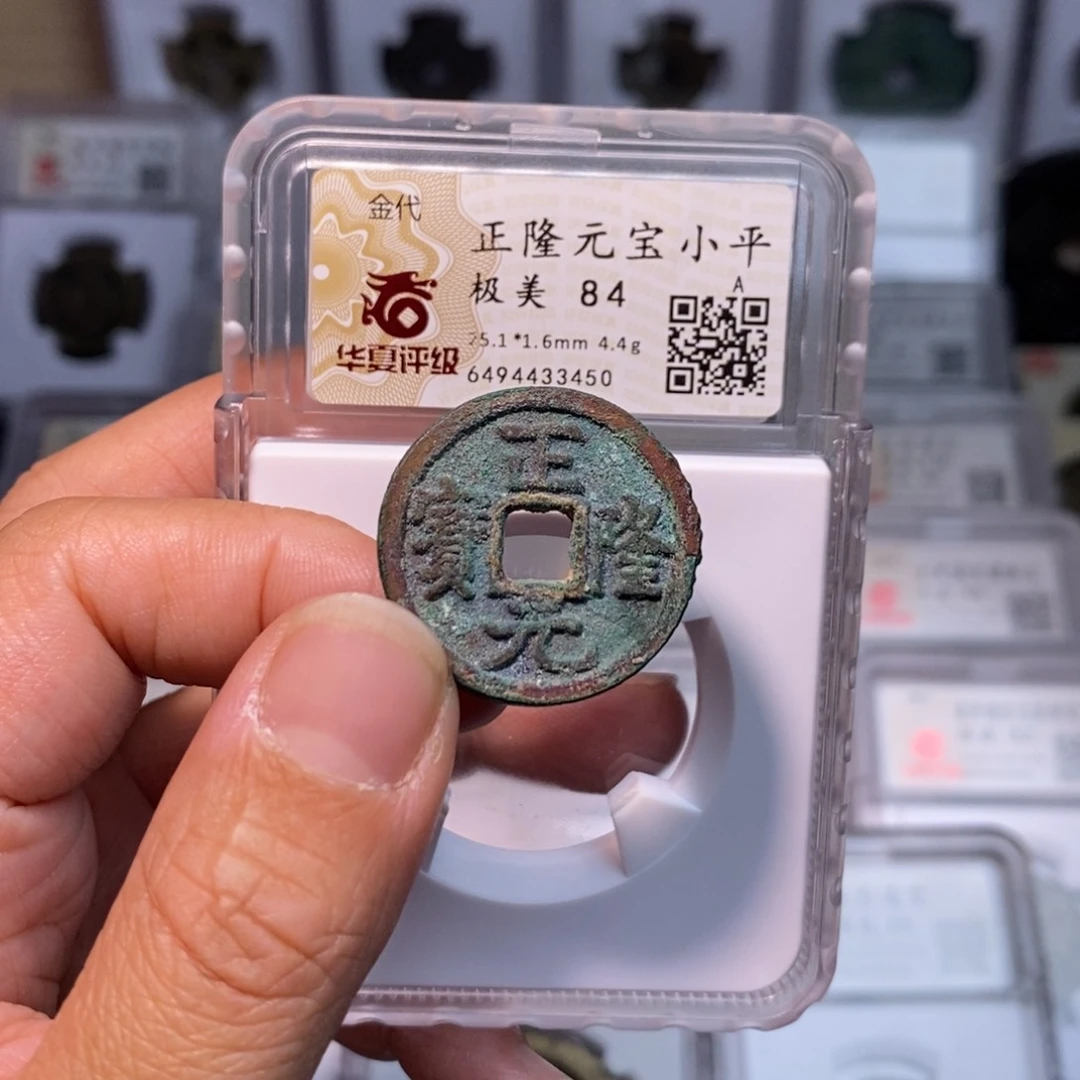 金代
华夏评级
正隆元宝小平
极美 84
A
25.1*1.6mm 4.4g
6494433450
正隆元寳